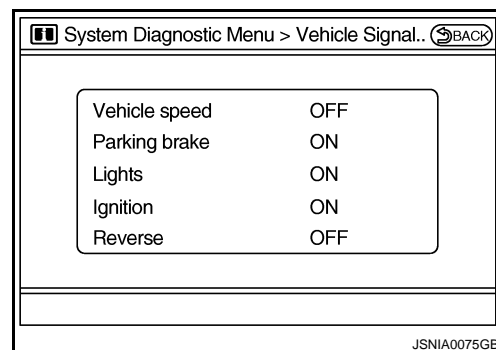 System Diagnostic Menu > Vehicle Signal.. BACK
Vehicle speed OFF
Parking brake ON
Lights ON
Ignition ON
Reverse OFF
JSNIA0075GB